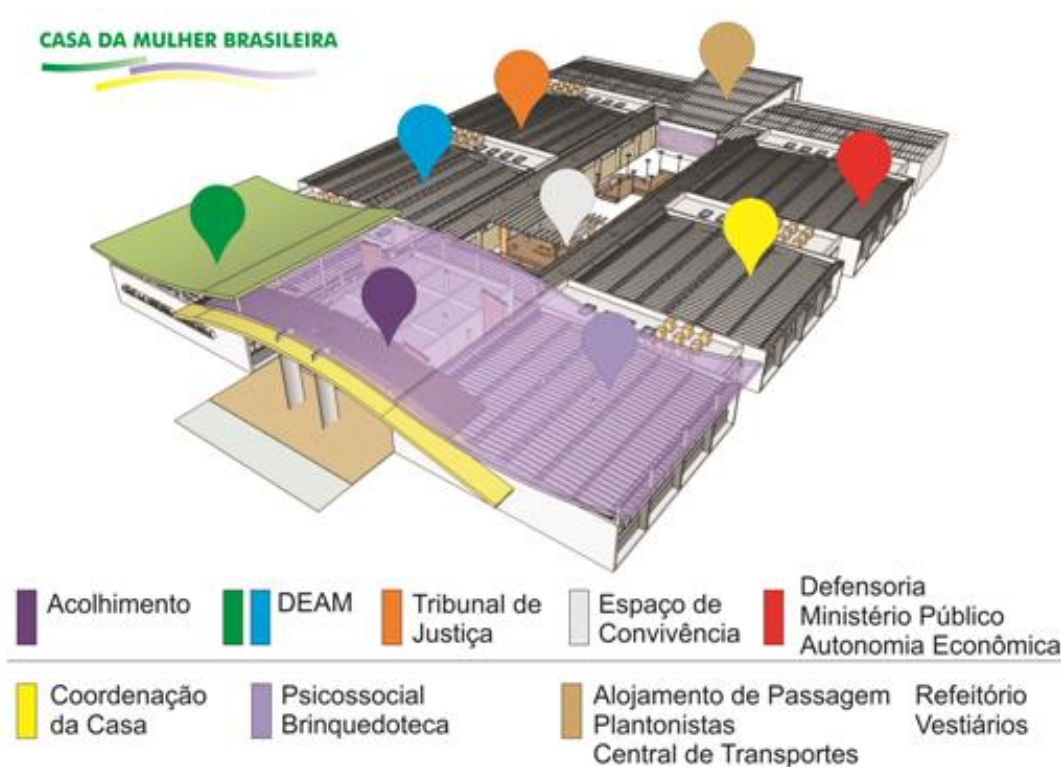 CASA DA MULHER BRASILEIRA
Acolhimento
DEAM
Tribunal de
Justiça
Espaço de
Convivência
Defensoria
Ministério Público
Autonomia Econômica
Coordenação
da Casa
Psicossocial
Brinquedoteca
Alojamento de Passagem
Plantonistas
Central de Transportes
Refeitório
Vestiários